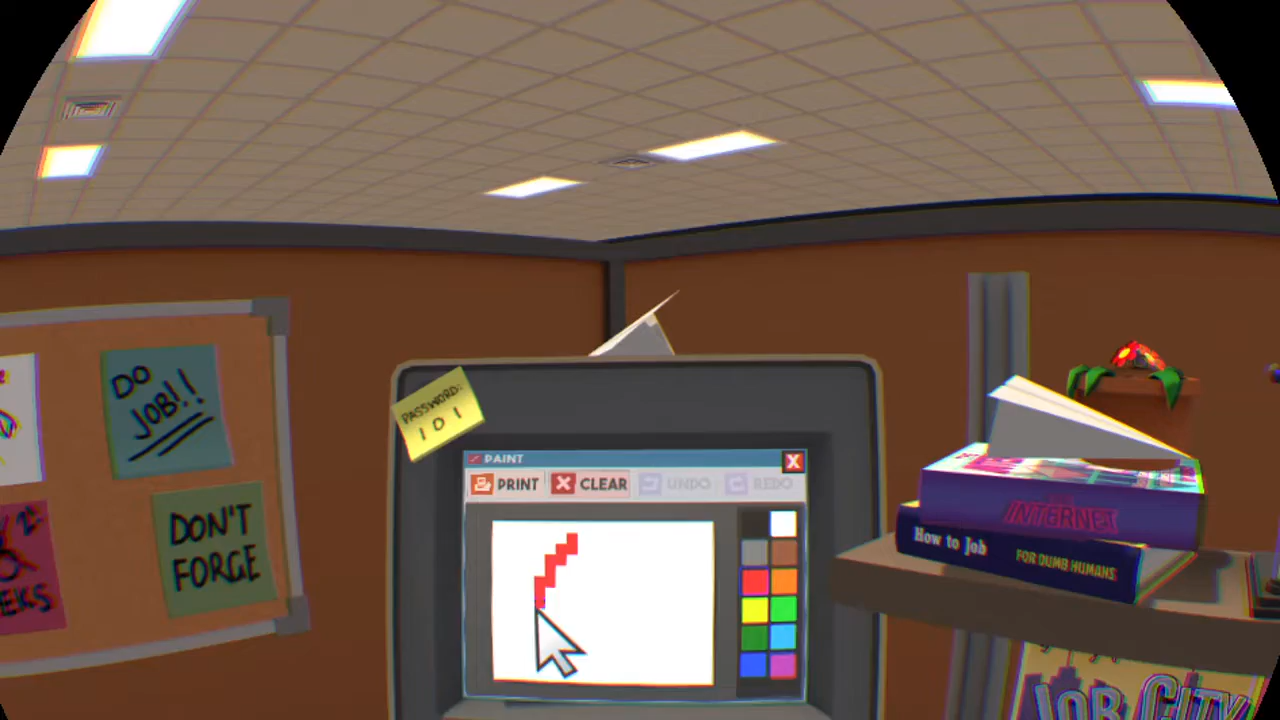 DO
JOB!!
DON'T
FORGE
EEKS
PASSWORD:
101
PAINT
PRINT
CLEAR
UNDO
REDO
INTERNET
How to Job
FOR DUMB HUMANS
JOB CITY